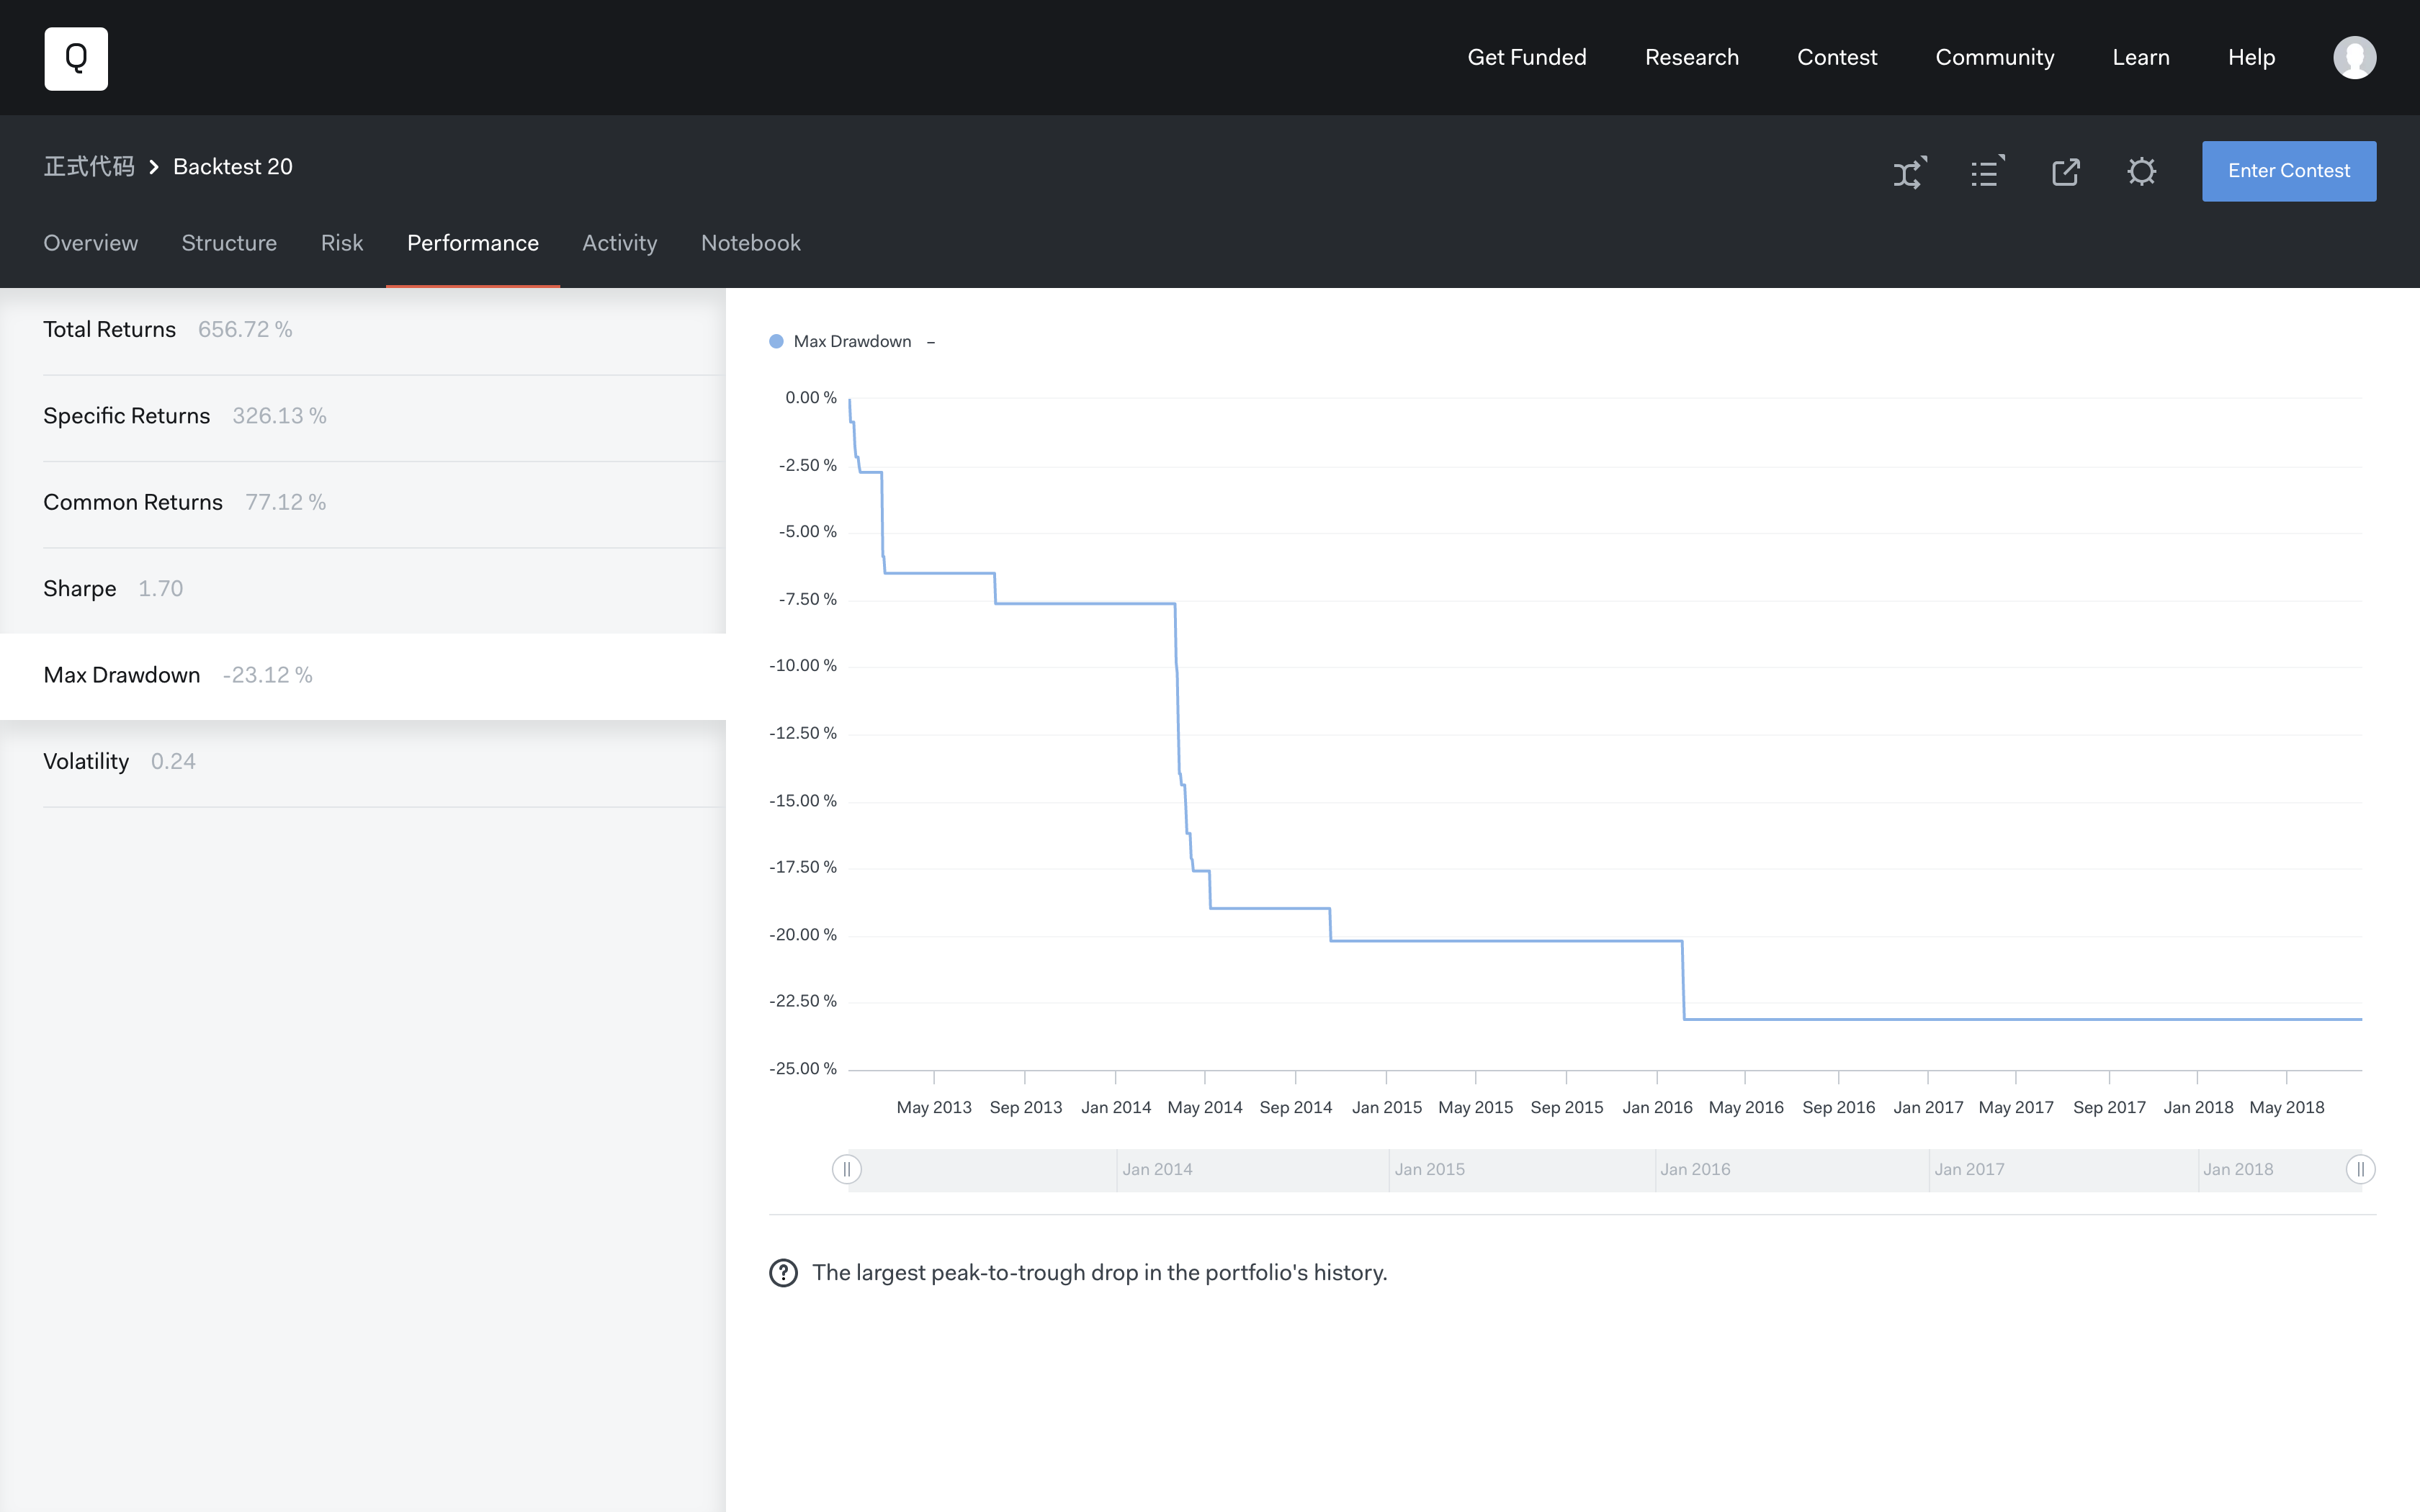 Q
Get Funded Research Contest Community Learn Help
正式代码 > Backtest 20
Enter Contest
Overview Structure Risk Performance Activity Notebook
Total Returns 656.72 %
Specific Returns 326.13 %
Common Returns 77.12 %
Sharpe 1.70
Max Drawdown -23.12 %
Volatility 0.24
Max Drawdown –
0.00 %
-2.50 %
-5.00 %
-7.50 %
-10.00 %
-12.50 %
-15.00 %
-17.50 %
-20.00 %
-22.50 %
-25.00 %
May 2013 Sep 2013 Jan 2014 May 2014 Sep 2014 Jan 2015 May 2015 Sep 2015 Jan 2016 May 2016 Sep 2016 Jan 2017 May 2017 Sep 2017 Jan 2018 May 2018
Jan 2014 Jan 2015 Jan 2016 Jan 2017 Jan 2018
? The largest peak-to-trough drop in the portfolio's history.